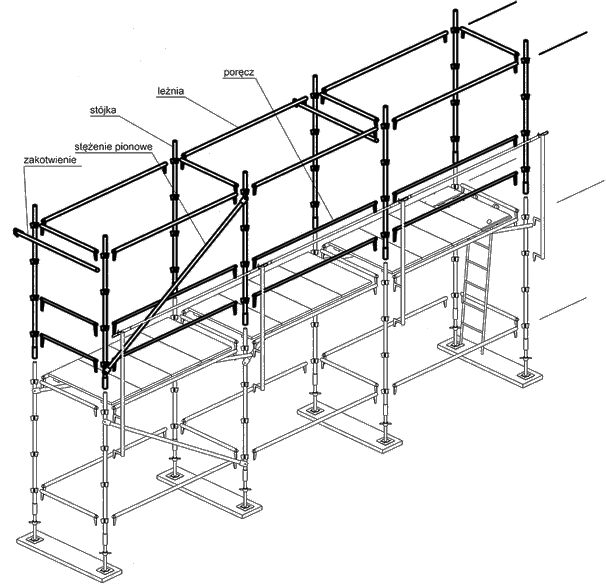 poręcz
leżnia
stójka
stężenie pionowe
zakotwienie